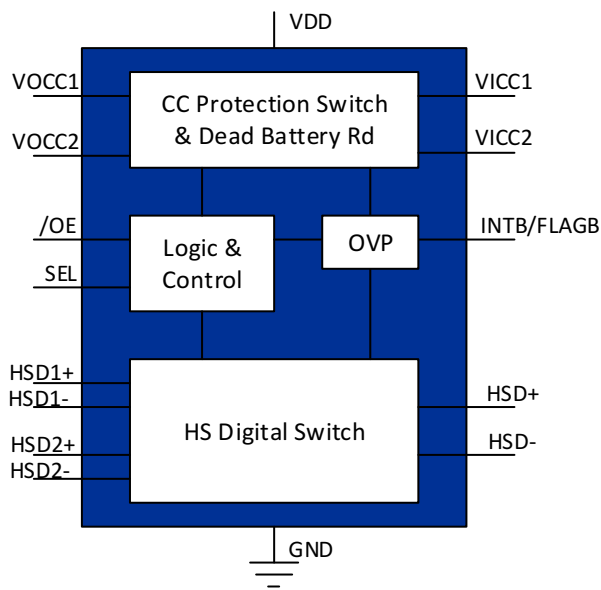 VDD
VOCC1
VICC1
CC Protection Switch
& Dead Battery Rd
VOCC2
VICC2
/OE
INTB/FLAGB
Logic &
Control
OVP
SEL
HSD1+
HSD1-
HSD+
HS Digital Switch
HSD2+
HSD2-
HSD-
GND